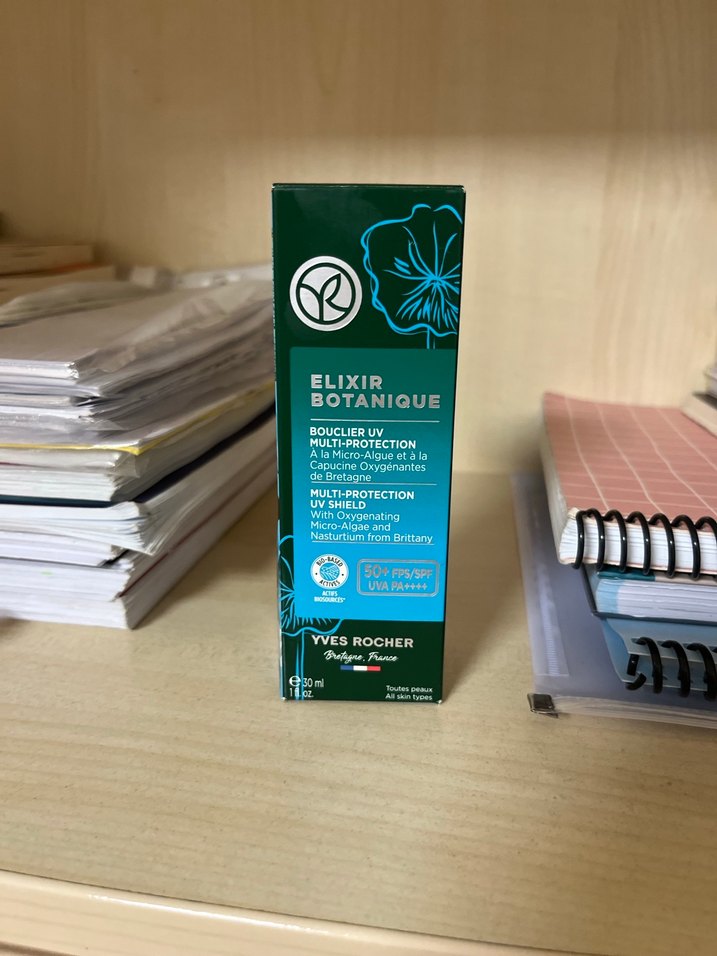 ELIXIR
BOTANIQUE
BOUCLIER UV
MULTI-PROTECTION
À la Micro-Algue et à la
Capucine Oxygénantes
de Bretagne
MULTI-PROTECTION
UV SHIELD
With Oxygenating
Micro-Algae and
Nasturtium from Brittany
BIO-BASED
ACTIVES
ACTIFS
BIOSOURCÉS*
50+ FPS/SPF
UVA PA++++
YVES ROCHER
Bretagne, France
e 30 ml
1 fl. oz.
Toutes peaux
All skin types